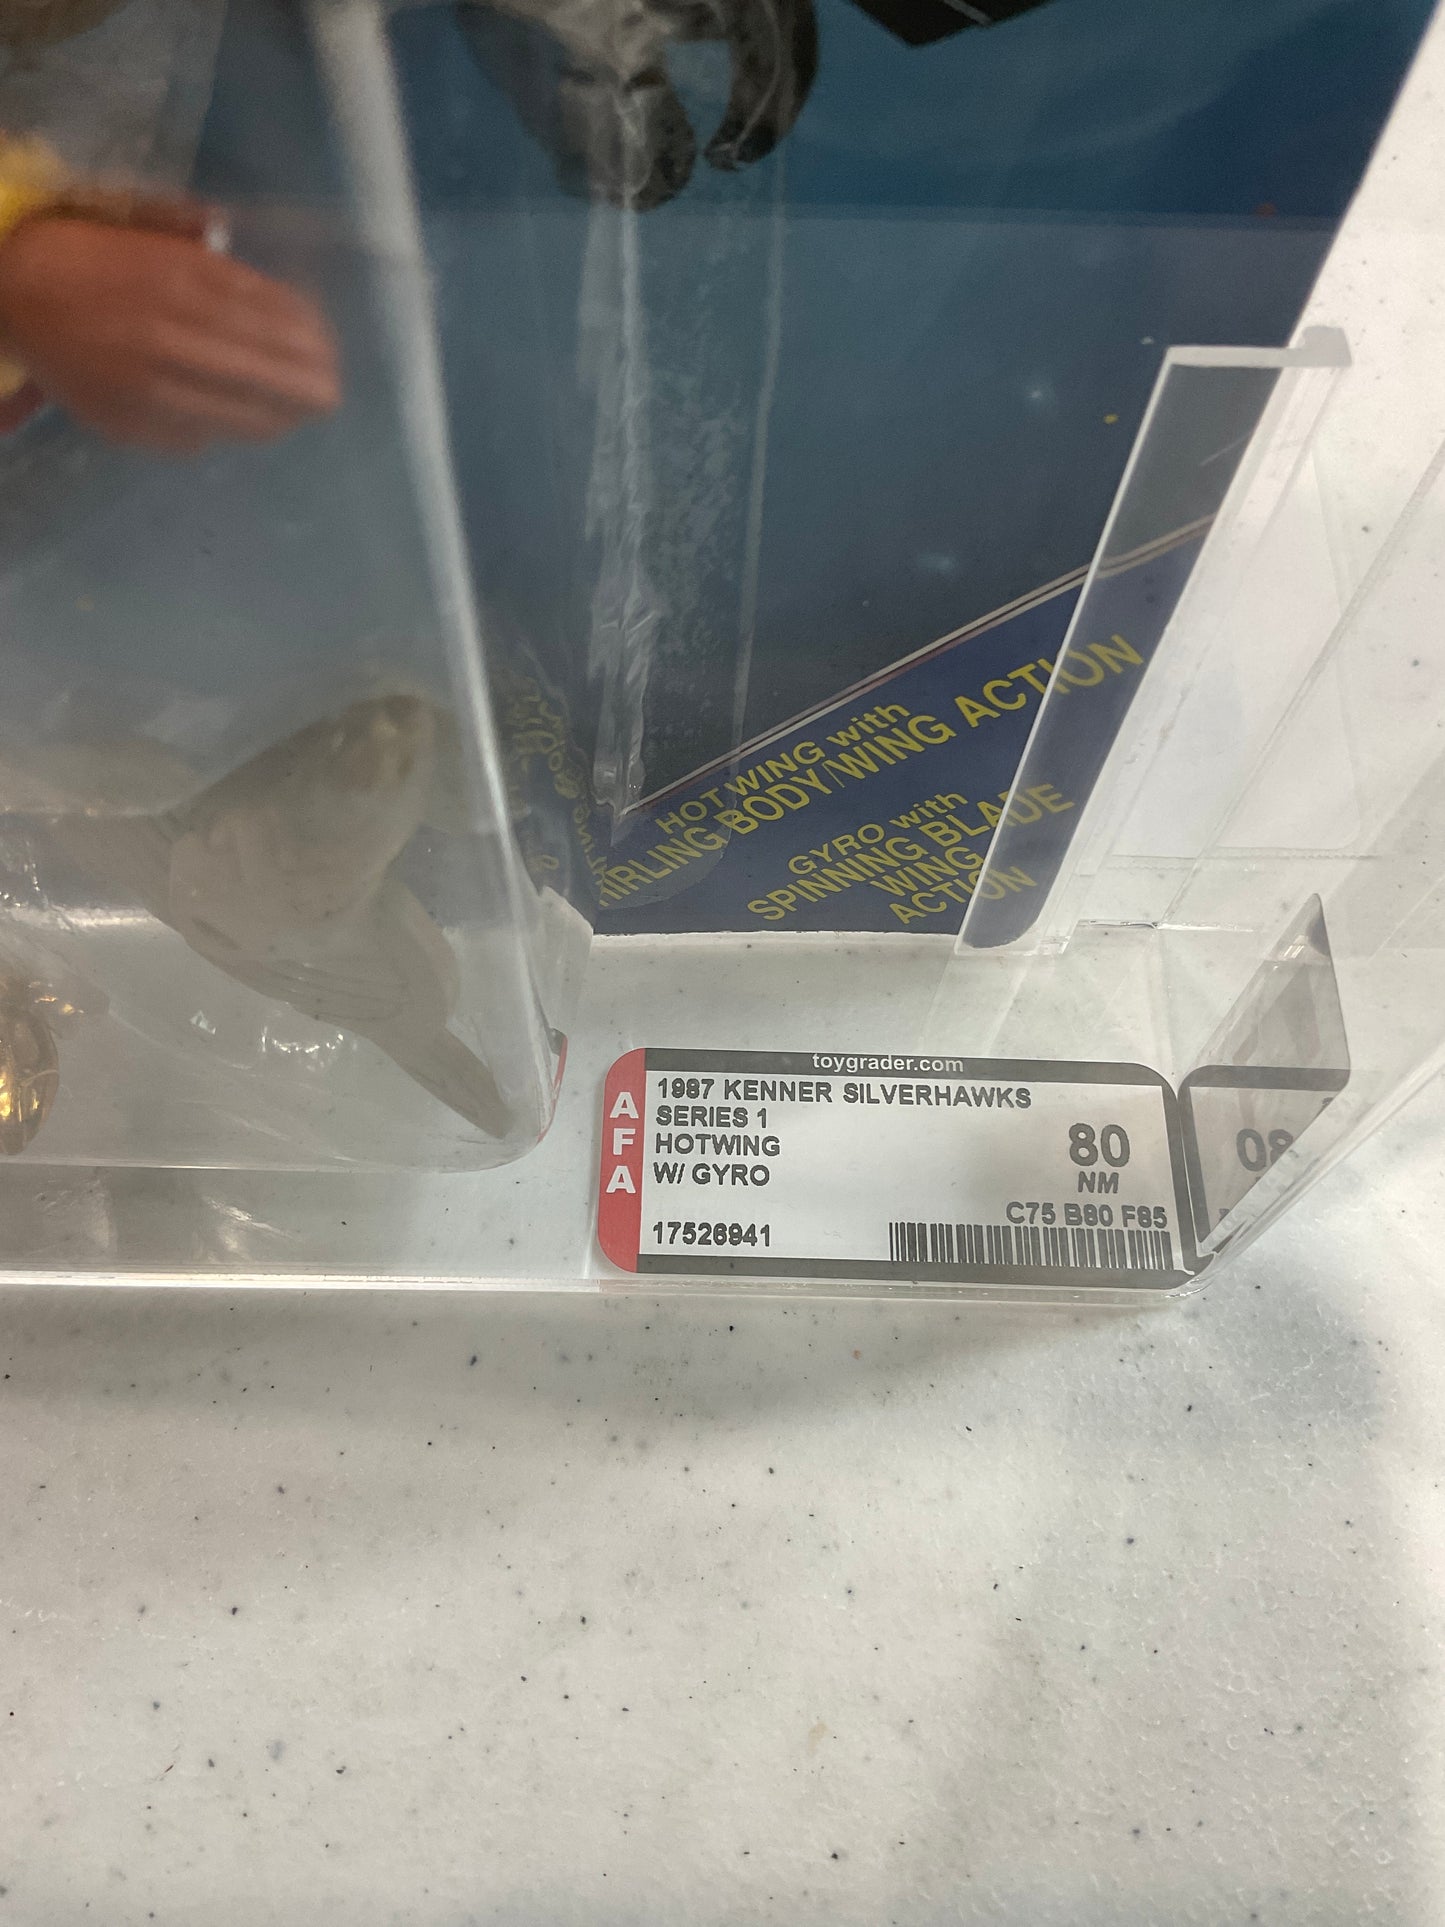 HOTWING with
BODY/WING ACTION
GYRO with
SPINNING BLADE
WING
ACTION
toygrader.com
AFA
1987 KENNER SILVERHAWKS
SERIES 1
HOTWING
W/ GYRO
80
NM
C75 B80 F85
17526941